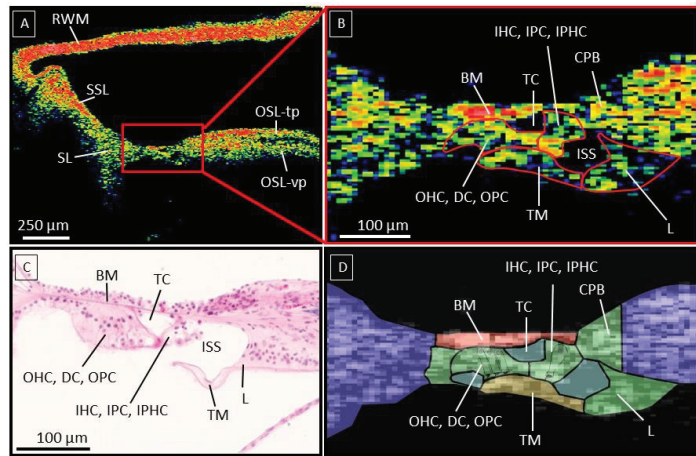 A
RWM
SSL
SL
OSL-tp
OSL-vp
250 µm
B
IHC, IPC, IPHC
BM
TC
CPB
ISS
OHC, DC, OPC
TM
L
100 µm
C
BM
TC
ISS
OHC, DC, OPC
IHC, IPC, IPHC
TM
L
100 µm
D
IHC, IPC, IPHC
BM
TC
CPB
OHC, DC, OPC
TM
L